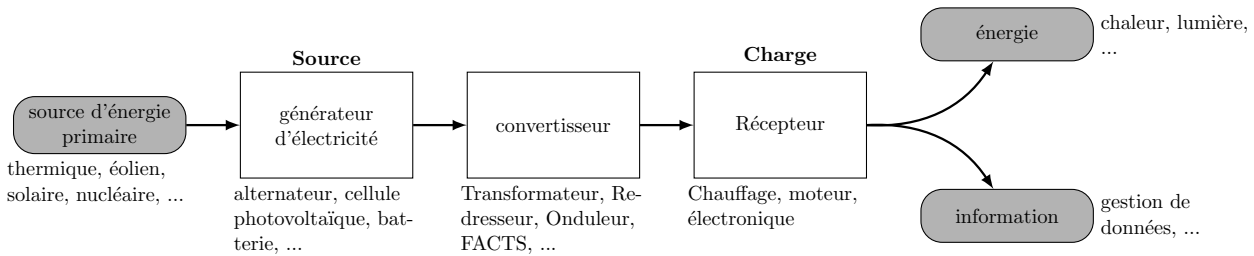 source d'énergie
primaire
thermique, éolien,
solaire, nucléaire, ...
Source
générateur
d'électricité
alternateur, cellule
photovoltaïque, bat-
terie, ...
convertisseur
Transformateur, Re-
dresseur, Onduleur,
FACTS, ...
Charge
Récepteur
Chauffage, moteur,
électronique
énergie
chaleur, lumière,
...
information
gestion de
données, ...